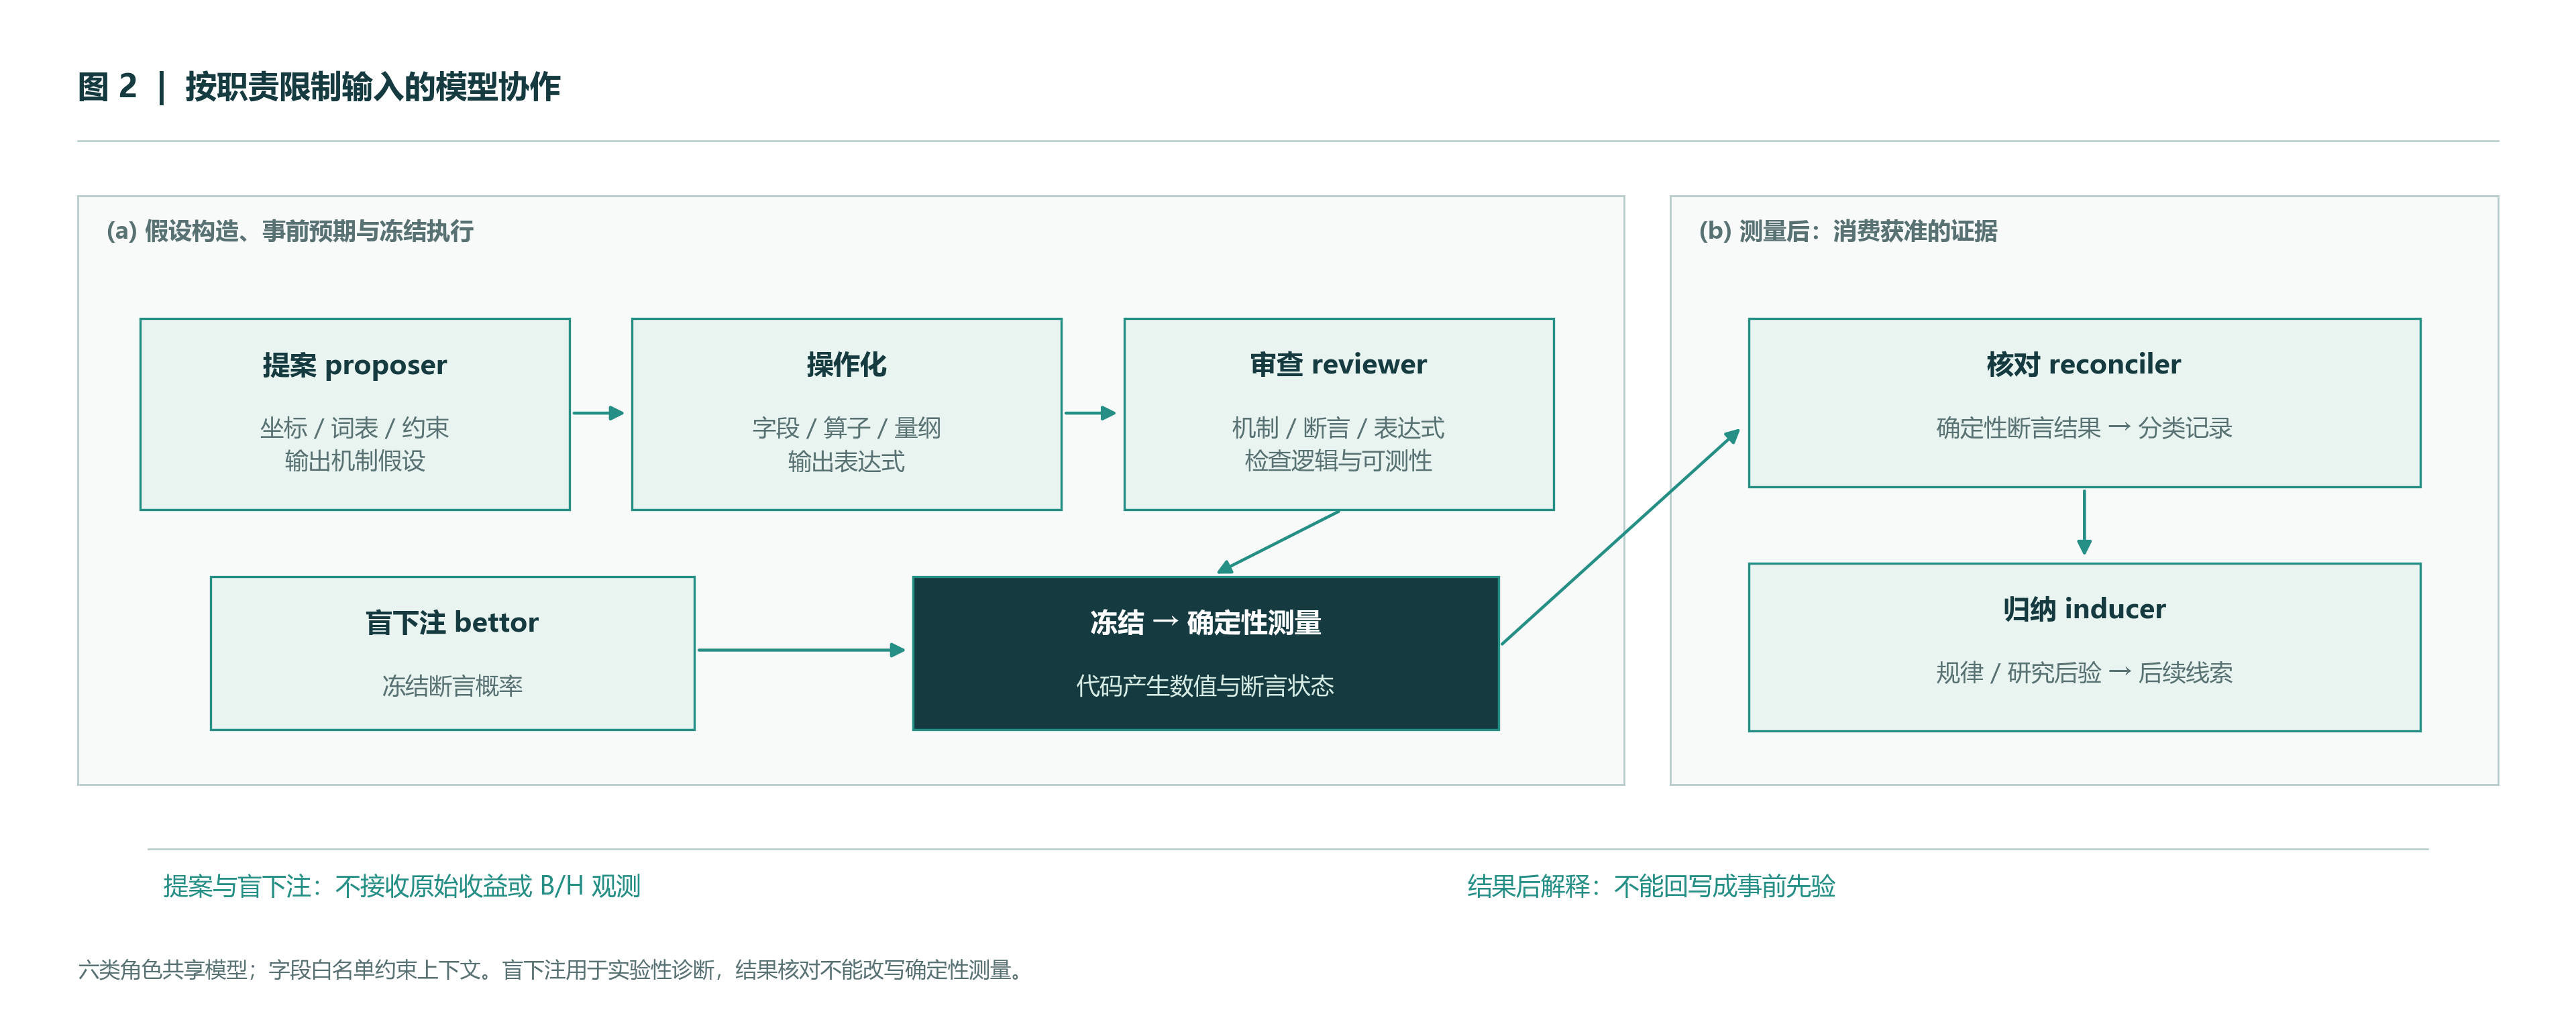 图 2 | 按职责限制输入的模型协作
(a) 假设构造、事前预期与冻结执行
提案 proposer
坐标 / 词表 / 约束
输出机制假设
操作化
字段 / 算子 / 量纲
输出表达式
审查 reviewer
机制 / 断言 / 表达式
检查逻辑与可测性
盲下注 bettor
冻结断言概率
冻结 → 确定性测量
代码产生数值与断言状态
(b) 测量后：消费获准的证据
核对 reconciler
确定性断言结果 → 分类记录
归纳 inducer
规律 / 研究后验 → 后续线索
提案与盲下注：不接收原始收益或 B/H 观测
结果后解释：不能回写成事前先验
六类角色共享模型；字段白名单约束上下文。盲下注用于实验性诊断，结果核对不能改写确定性测量。